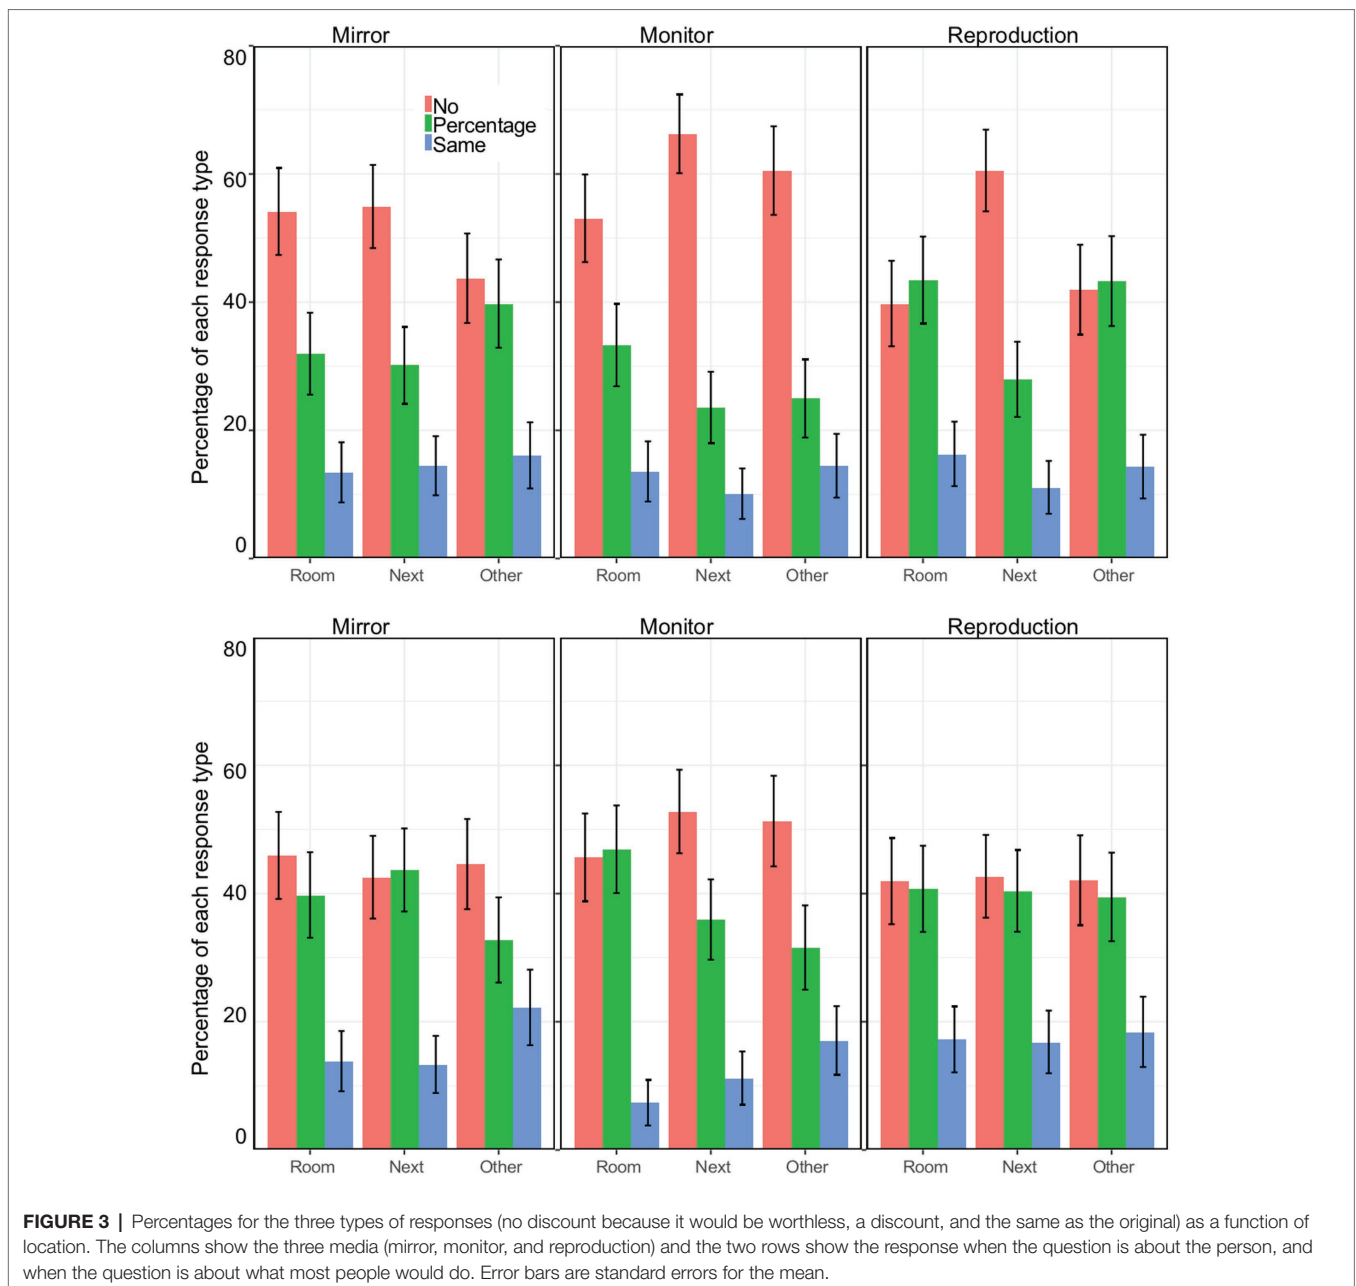 Mirror Monitor Reproduction
80
60
40
20
0
Percentage of each response type
No
Percentage
Same
Room Next Other Room Next Other Room Next Other
Mirror Monitor Reproduction
80
60
40
20
0
Percentage of each response type
Room Next Other Room Next Other Room Next Other
FIGURE 3 | Percentages for the three types of responses (no discount because it would be worthless, a discount, and the same as the original) as a function of
location. The columns show the three media (mirror, monitor, and reproduction) and the two rows show the response when the question is about the person, and
when the question is about what most people would do. Error bars are standard errors for the mean.